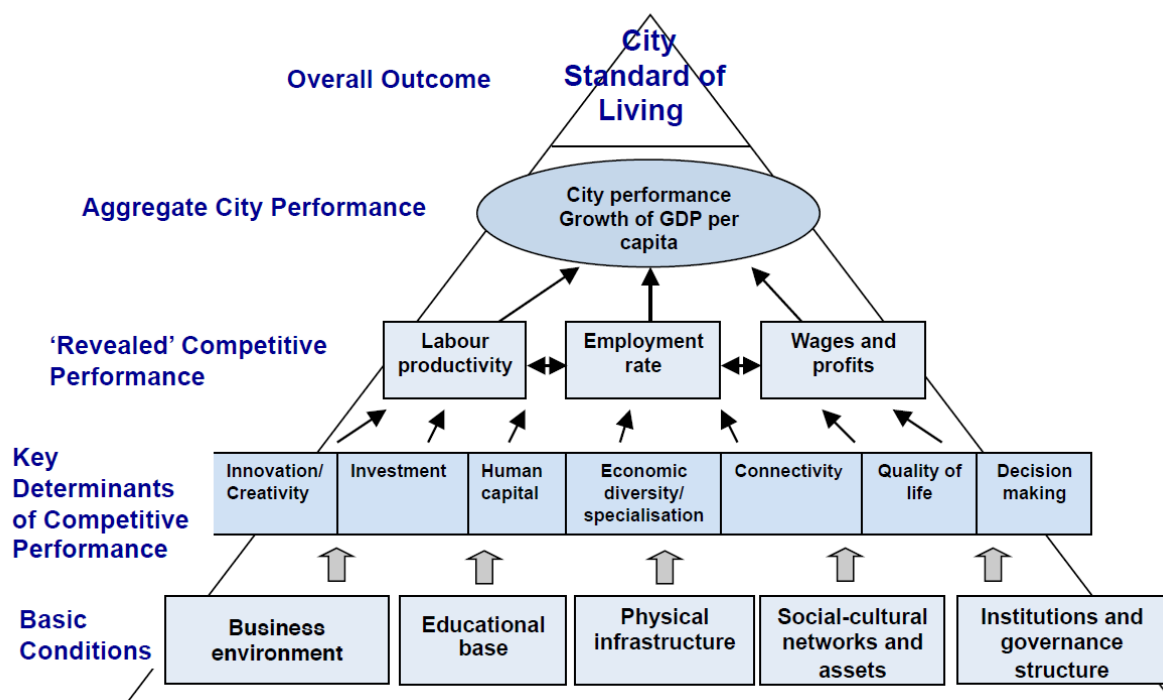 City
Standard of
Living
Overall Outcome
Aggregate City Performance
City performance
Growth of GDP per
capita
‘Revealed’ Competitive
Performance
Labour
productivity
Employment
rate
Wages and
profits
Key
Determinants
of Competitive
Performance
Innovation/
Creativity
Investment
Human
capital
Economic
diversity/
specialisation
Connectivity
Quality of
life
Decision
making
Basic
Conditions
Business
environment
Educational
base
Physical
infrastructure
Social-cultural
networks and
assets
Institutions and
governance
structure